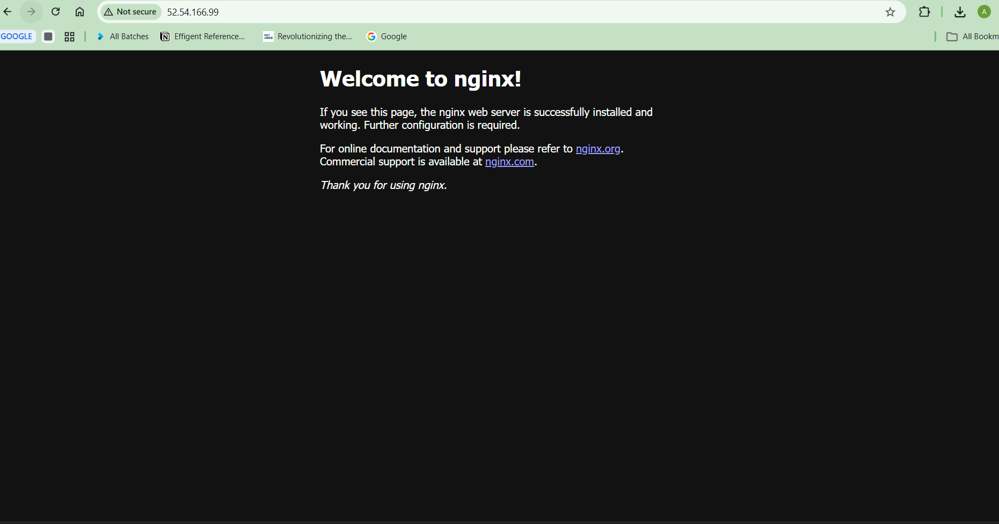 Not secure 52.54.166.99 A
GOOGLE All Batches Effigent Reference... NXT Revolutionizing the... Google All Bookm
Welcome to nginx!
If you see this page, the nginx web server is successfully installed and
working. Further configuration is required.
For online documentation and support please refer to nginx.org.
Commercial support is available at nginx.com.
Thank you for using nginx.